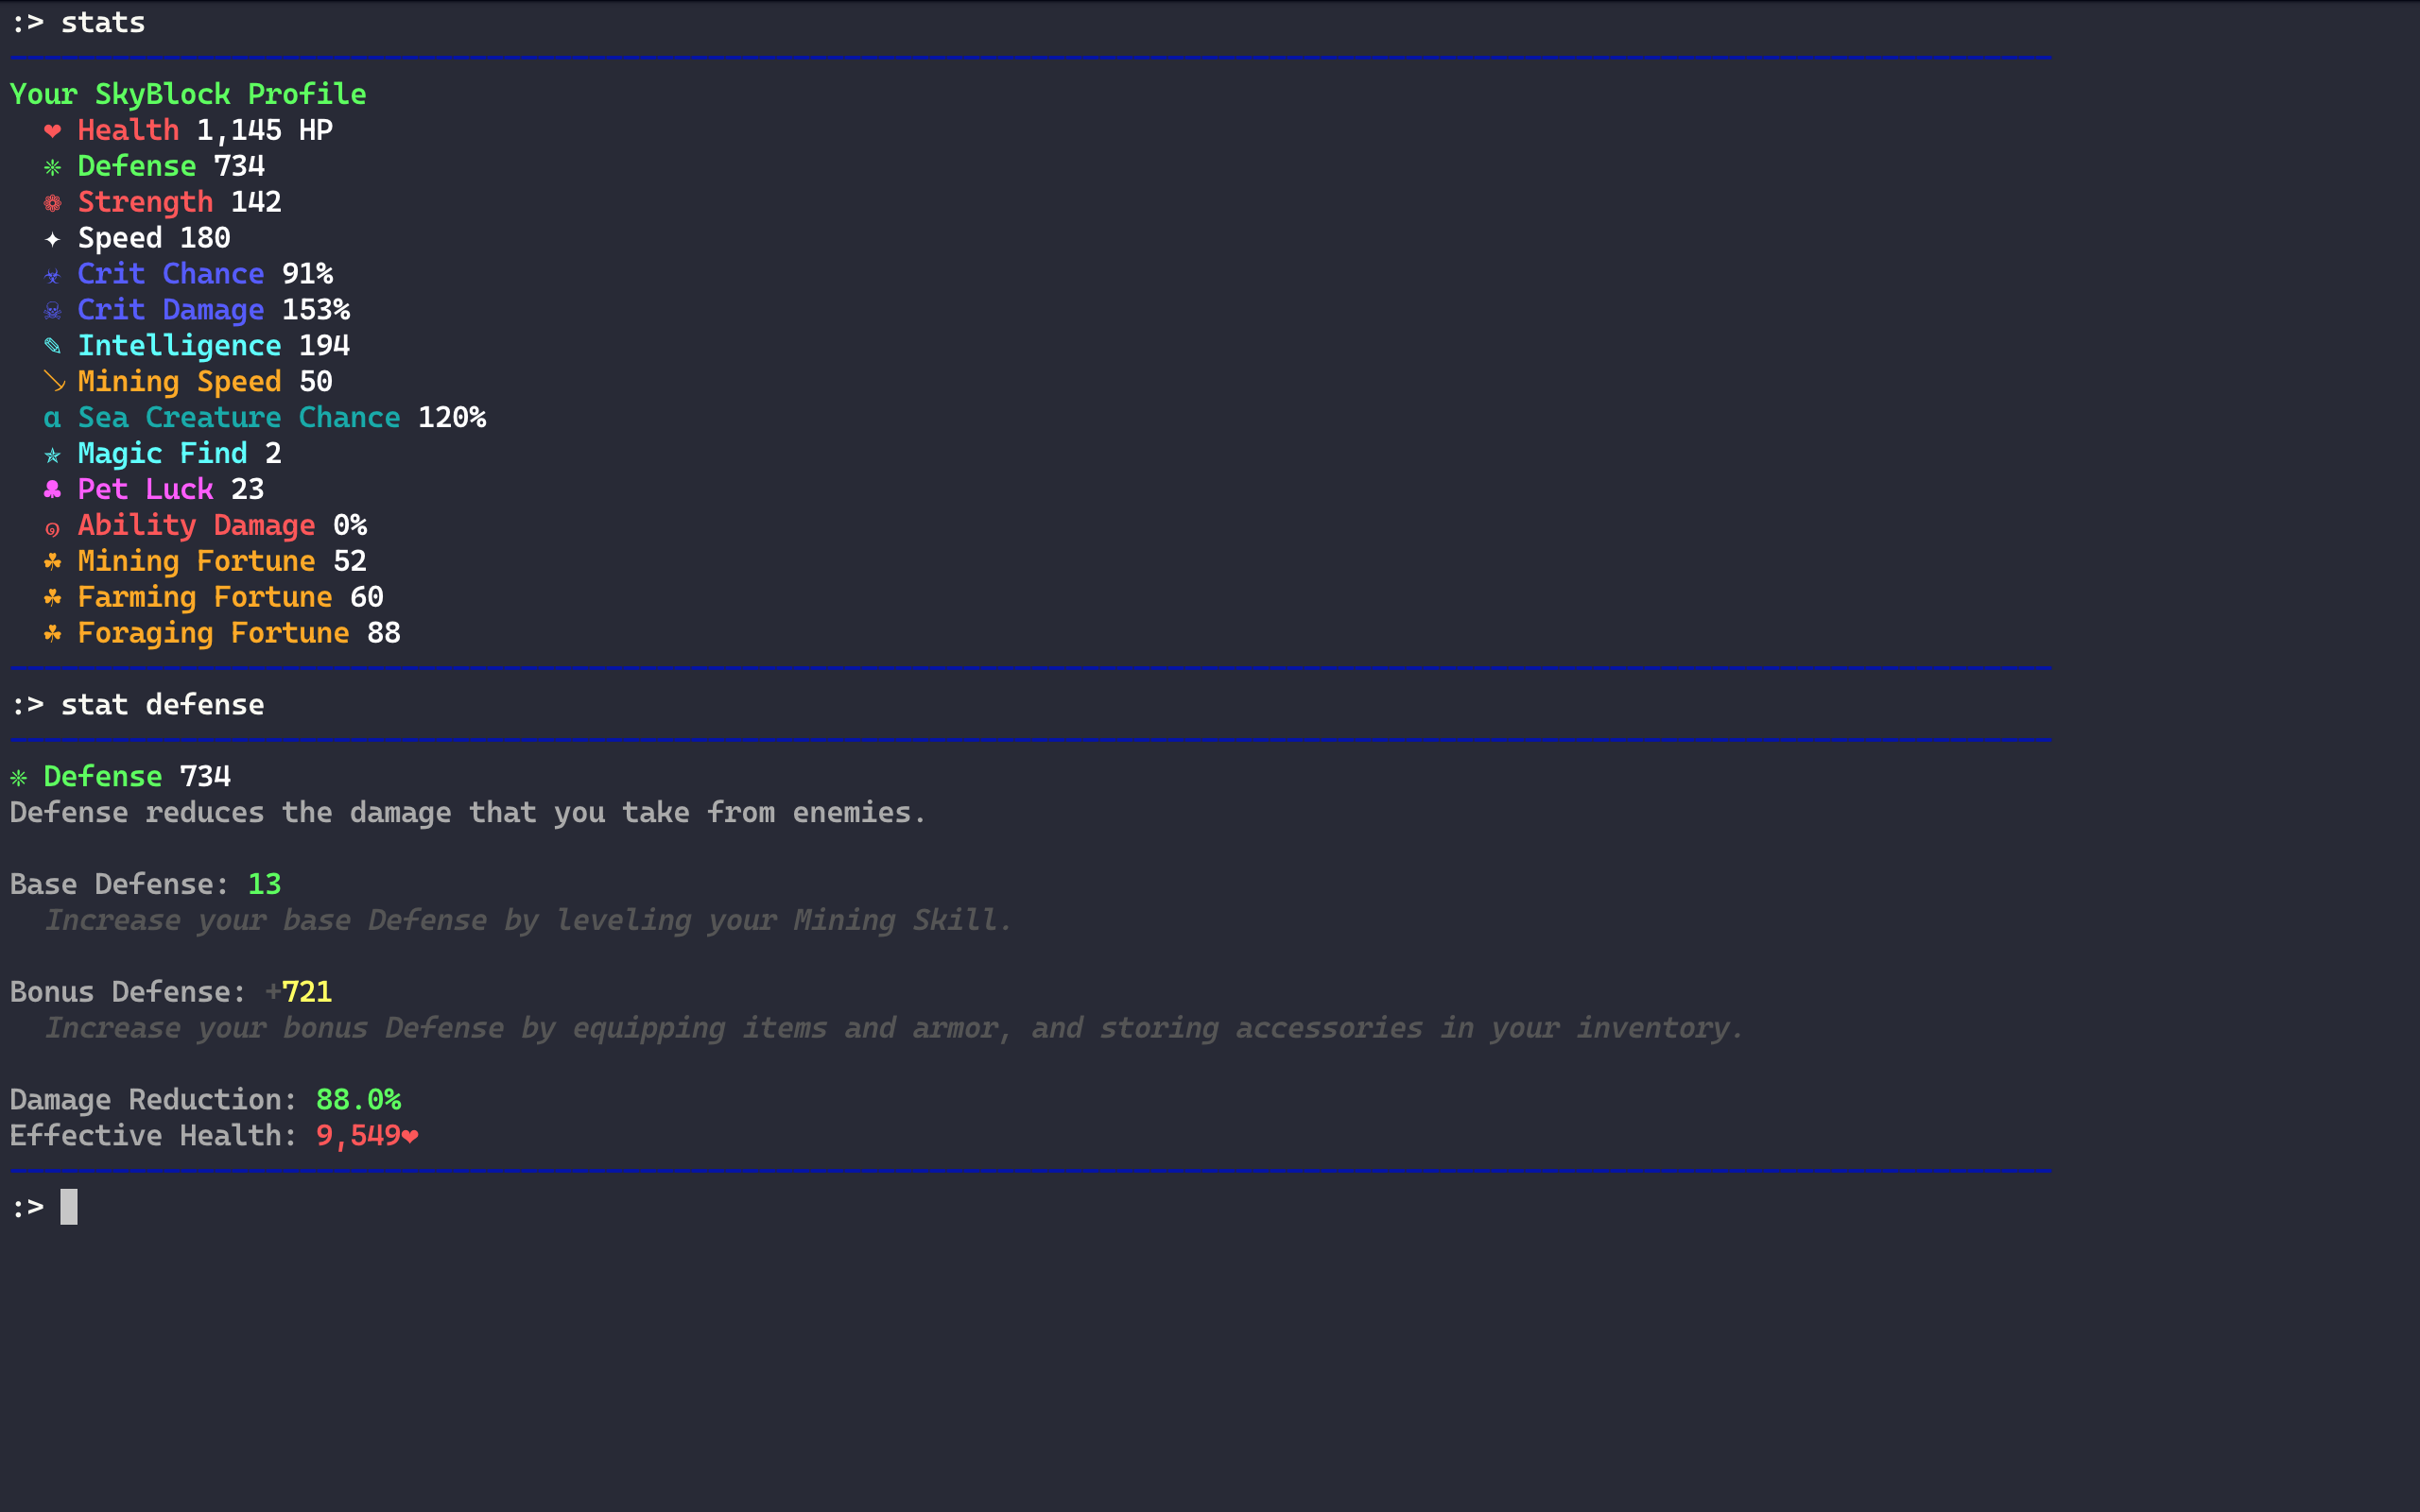 :> stats
Your SkyBlock Profile
❤ Health 1,145 HP
❈ Defense 734
❁ Strength 142
✦ Speed 180
☣ Crit Chance 91%
☠ Crit Damage 153%
✎ Intelligence 194
⸕ Mining Speed 50
α Sea Creature Chance 120%
✯ Magic Find 2
♣ Pet Luck 23
๑ Ability Damage 0%
☘ Mining Fortune 52
☘ Farming Fortune 60
☘ Foraging Fortune 88
:> stat defense
❈ Defense 734
Defense reduces the damage that you take from enemies.
Base Defense: 13
Increase your base Defense by leveling your Mining Skill.
Bonus Defense: +721
Increase your bonus Defense by equipping items and armor, and storing accessories in your inventory.
Damage Reduction: 88.0%
Effective Health: 9,549❤
:>